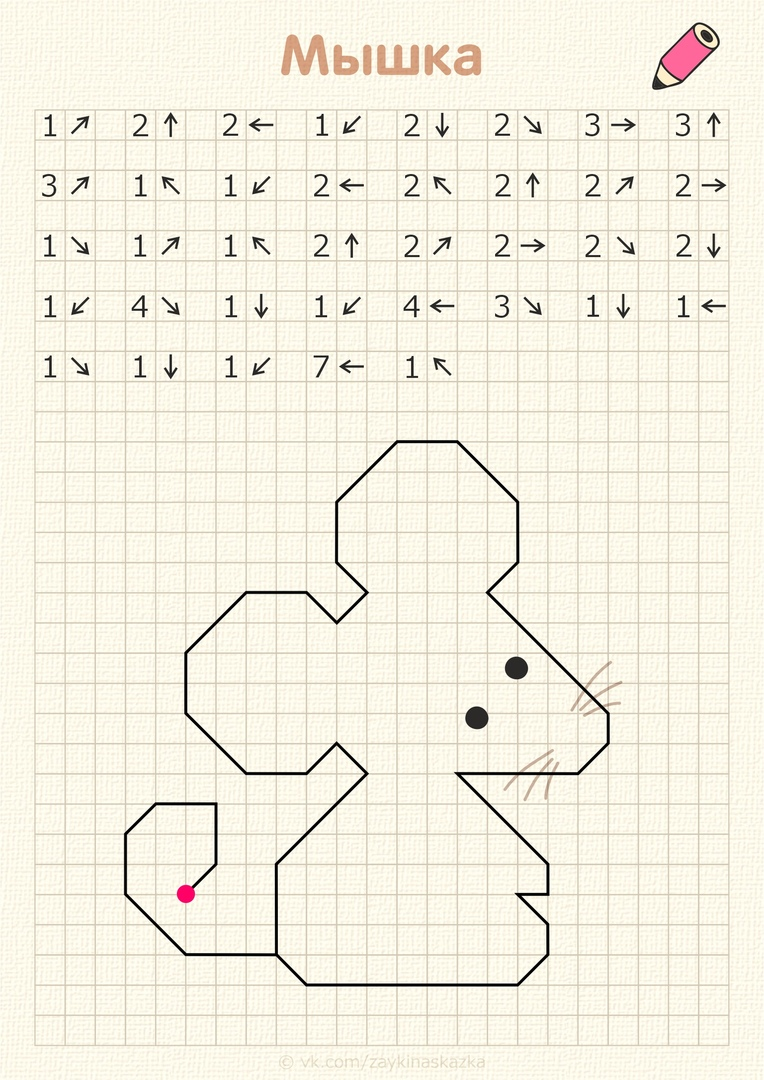 Мышка
1 ↗ 2 ↑ 2 ← 1 ↙ 2 ↓ 2 ↘ 3 → 3 ↑
3 ↗ 1 ↖ 1 ↙ 2 ← 2 ↖ 2 ↑ 2 ↗ 2 →
1 ↘ 1 ↗ 1 ↖ 2 ↑ 2 ↗ 2 → 2 ↘ 2 ↓
1 ↙ 4 ↘ 1 ↓ 1 ↙ 4 ← 3 ↘ 1 ↓ 1 ←
1 ↘ 1 ↓ 1 ↙ 7 ← 1 ↖
© vk.com/zaykinaskazka